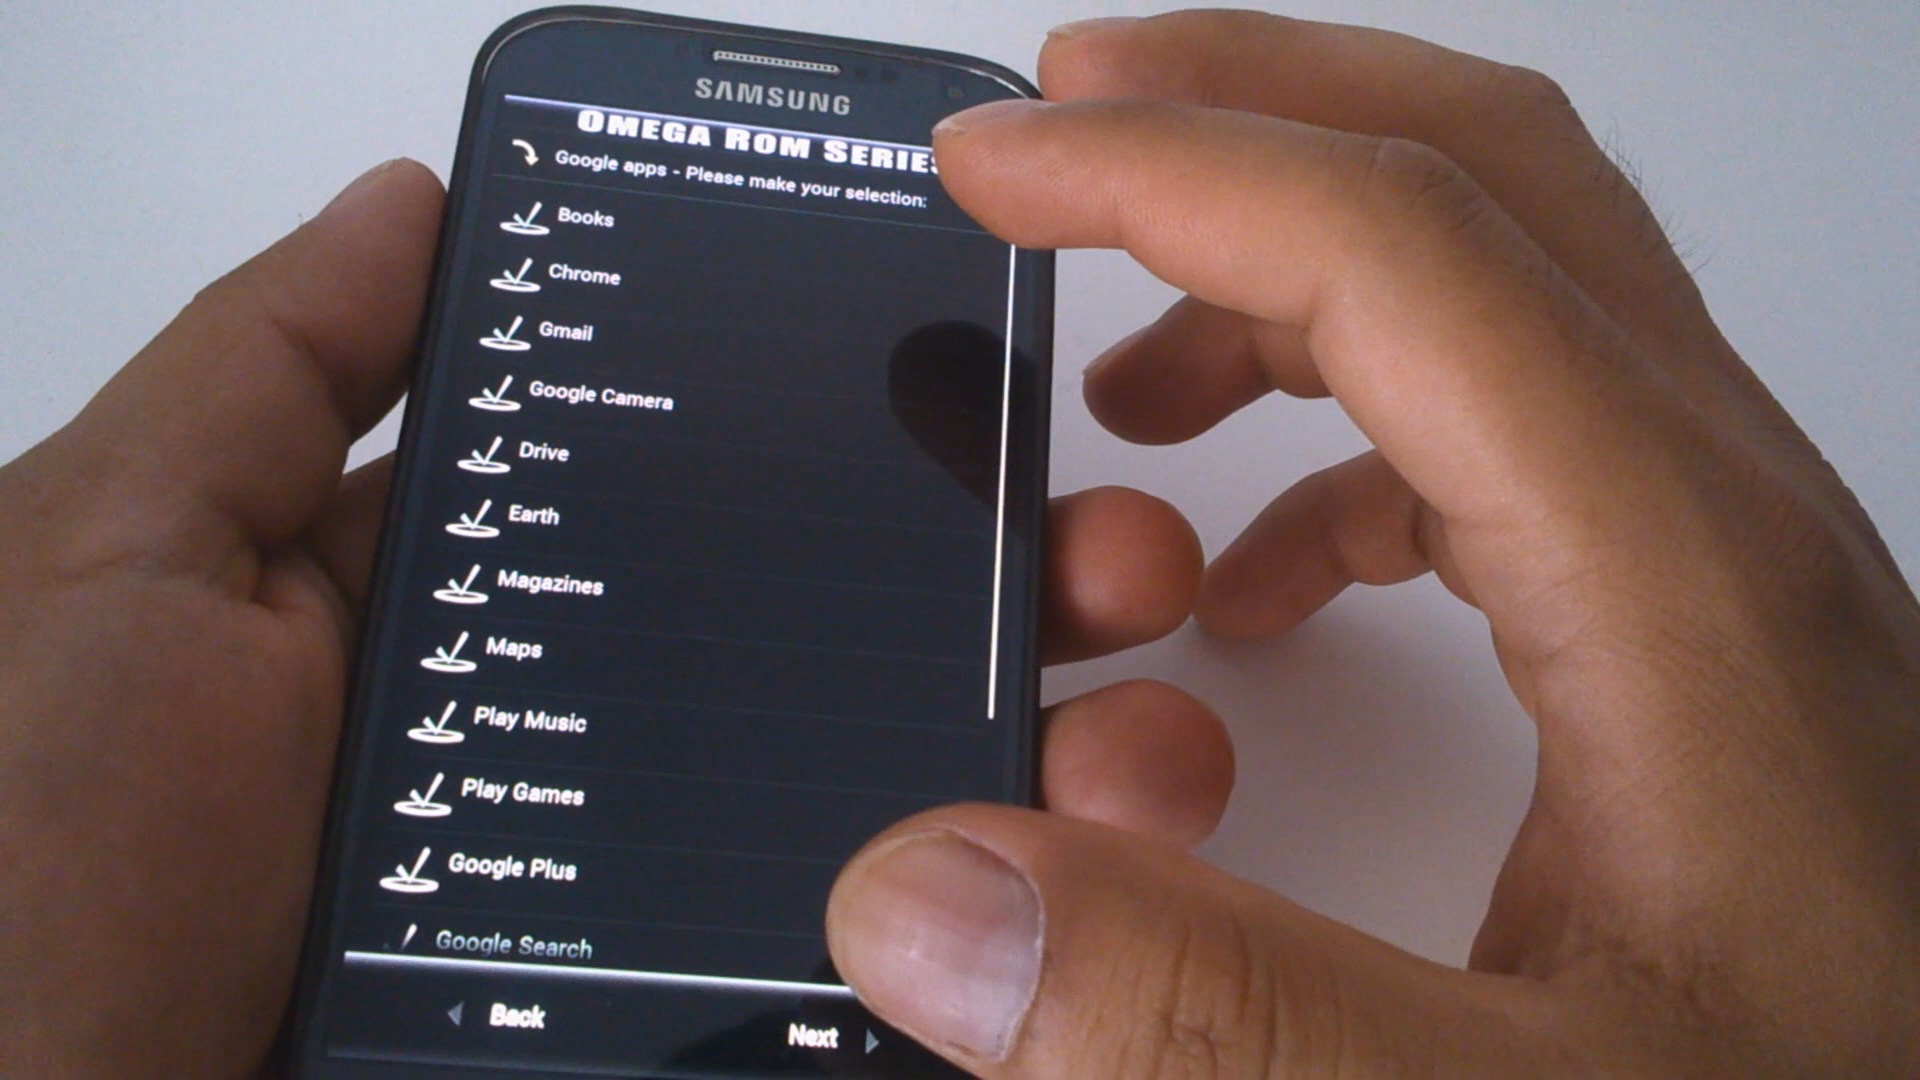 SAMSUNG
OMEGA ROM SERIES
Google apps - Please make your selection:
Books
Chrome
Gmail
Google Camera
Drive
Earth
Magazines
Maps
Play Music
Play Games
Google Plus
Google Search
Back
Next